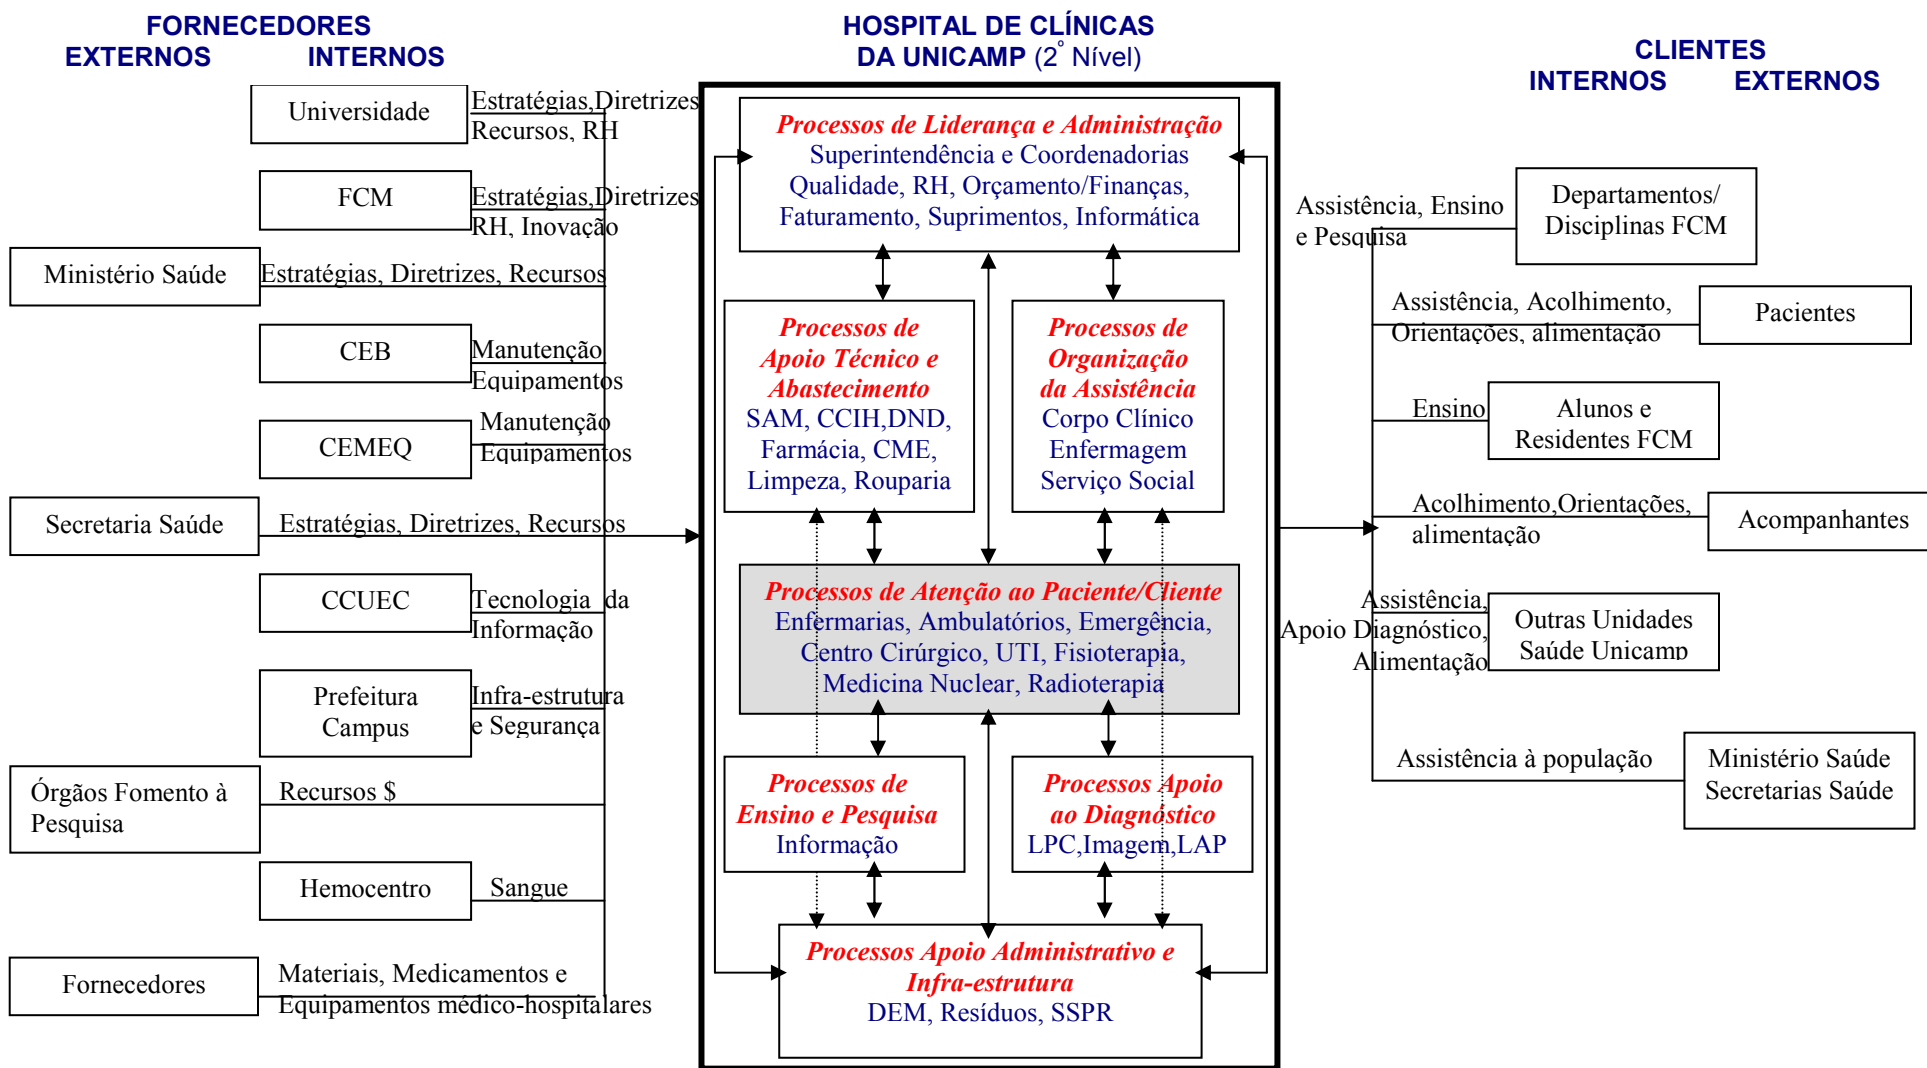 FORNECEDORES
EXTERNOS
INTERNOS
Universidade
Estratégias,Diretrizes
Recursos, RH
FCM
Estratégias,Diretrizes
RH, Inovação
Ministério Saúde
Estratégias, Diretrizes, Recursos
CEB
Manutenção
Equipamentos
CEMEQ
Manutenção
Equipamentos
Secretaria Saúde
Estratégias, Diretrizes, Recursos
CCUEC
Tecnologia da
Informação
Prefeitura
Campus
Infra-estrutura
e Segurança
Órgãos Fomento à
Pesquisa
Recursos $
Hemocentro
Sangue
Fornecedores
Materiais, Medicamentos e
Equipamentos médico-hospitalares
HOSPITAL DE CLÍNICAS
DA UNICAMP (2° Nível)
Processos de Liderança e Administração
Superintendência e Coordenadorias
Qualidade, RH, Orçamento/Finanças,
Faturamento, Suprimentos, Informática
Processos de
Apoio Técnico e
Abastecimento
SAM, CCIH,DND,
Farmácia, CME,
Limpeza, Rouparia
Processos de
Organização
da Assistência
Corpo Clínico
Enfermagem
Serviço Social
Processos de Atenção ao Paciente/Cliente
Enfermarias, Ambulatórios, Emergência,
Centro Cirúrgico, UTI, Fisioterapia,
Medicina Nuclear, Radioterapia
Processos de
Ensino e Pesquisa
Informação
Processos Apoio
ao Diagnóstico
LPC,Imagem,LAP
Processos Apoio Administrativo e
Infra-estrutura
DEM, Resíduos, SSPR
CLIENTES
INTERNOS
EXTERNOS
Assistência, Ensino
e Pesquisa
Departamentos/
Disciplinas FCM
Assistência, Acolhimento,
Orientações, alimentação
Pacientes
Ensino
Alunos e
Residentes FCM
Acolhimento,Orientações,
alimentação
Acompanhantes
Assistência,
Apoio Diagnóstico,
Alimentação
Outras Unidades
Saúde Unicamp
Assistência à população
Ministério Saúde
Secretarias Saúde